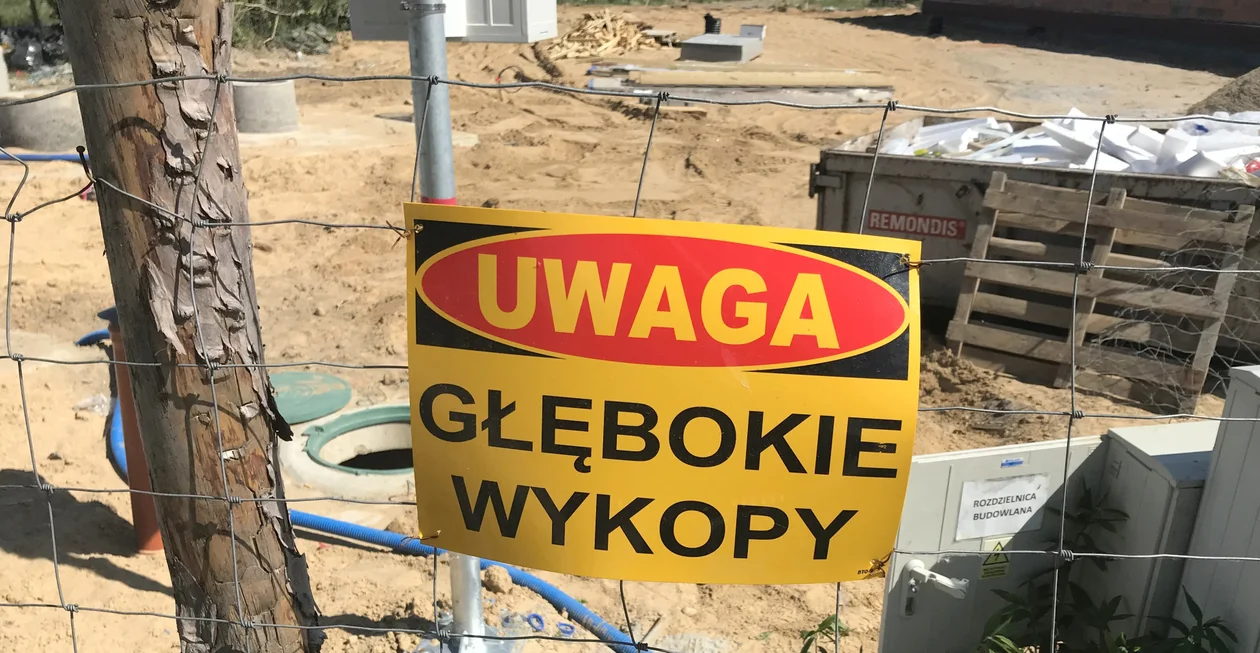 REMONDIS
UWAGA
GŁĘBOKIE
WYKOPY
ROZDZIELNICA
BUDOWLANA